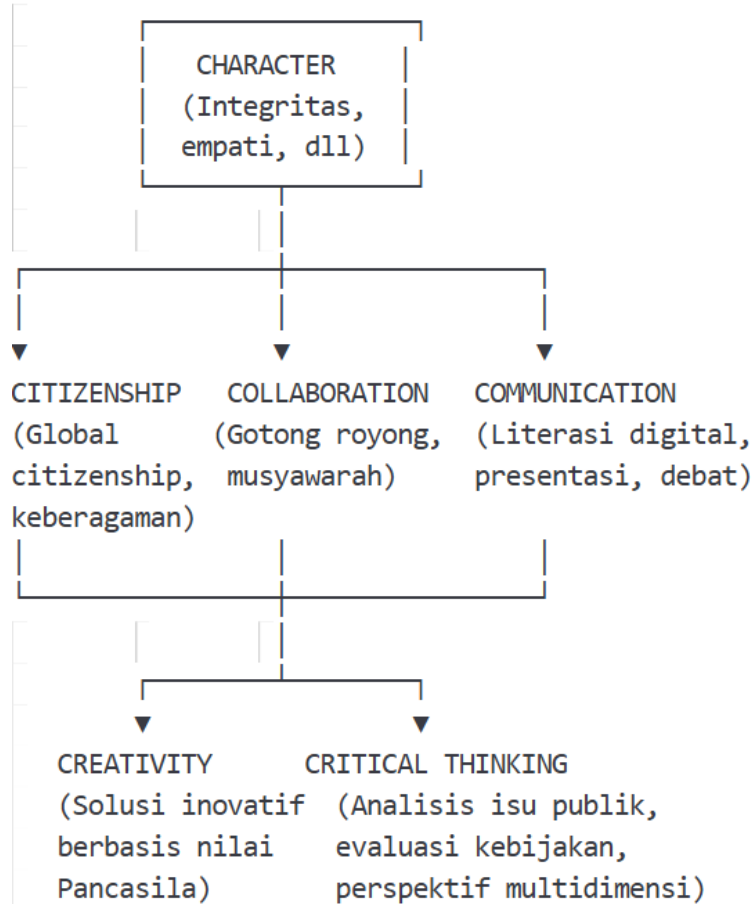 CHARACTER
(Integritas,
empati, dll)
CITIZENSHIP
(Global
citizenship,
keberagaman)
COLLABORATION
(Gotong royong,
musyawarah)
COMMUNICATION
(Literasi digital,
presentasi, debat)
CREATIVITY
(Solusi inovatif
berbasis nilai
Pancasila)
CRITICAL THINKING
(Analisis isu publik,
evaluasi kebijakan,
perspektif multidimensi)